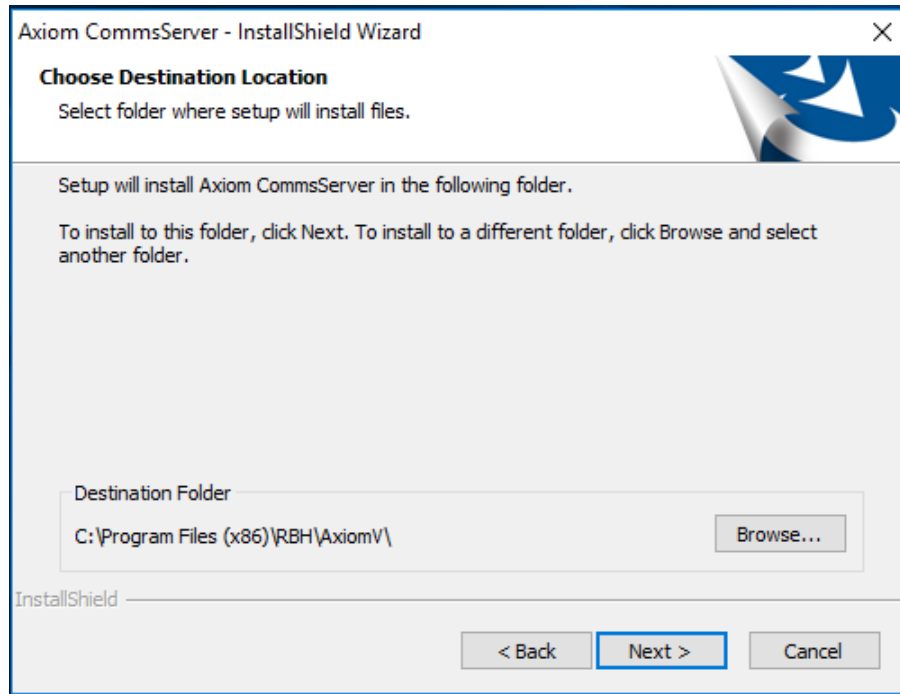 Axiom CommsServer - InstallShield Wizard
Choose Destination Location
Select folder where setup will install files.
Setup will install Axiom CommsServer in the following folder.
To install to this folder, click Next. To install to a different folder, click Browse and select
another folder.
Destination Folder
C:\Program Files (x86)\RBH\AxiomV\
Browse...
InstallShield
< Back
Next >
Cancel